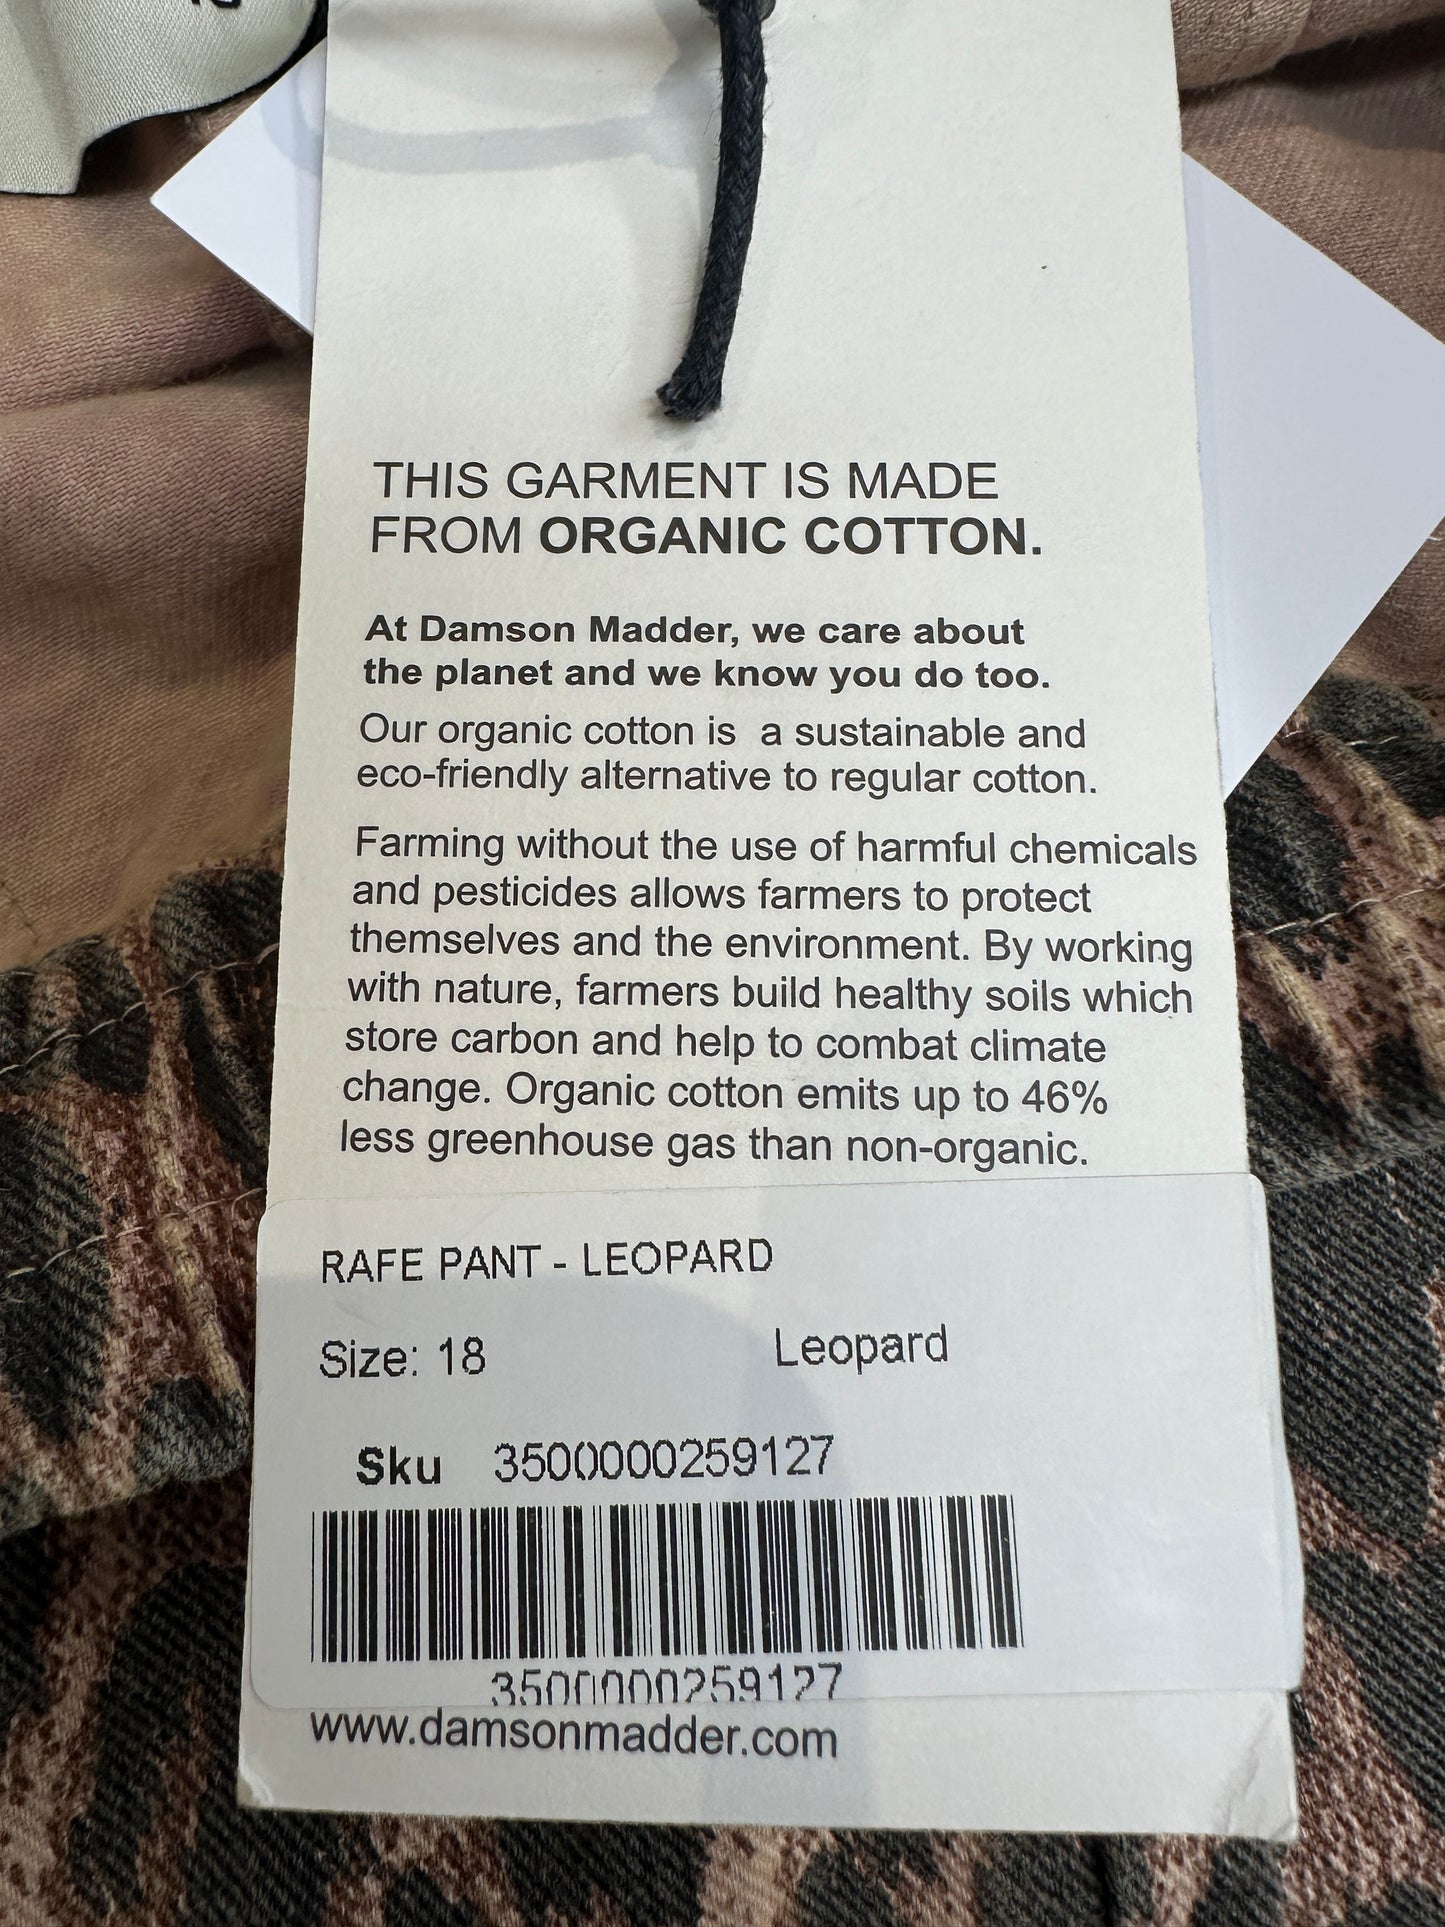 THIS GARMENT IS MADE
FROM ORGANIC COTTON.
At Damson Madder, we care about
the planet and we know you do too.
Our organic cotton is a sustainable and
eco-friendly alternative to regular cotton.
Farming without the use of harmful chemicals
and pesticides allows farmers to protect
themselves and the environment. By working
with nature, farmers build healthy soils which
store carbon and help to combat climate
change. Organic cotton emits up to 46%
less greenhouse gas than non-organic.
RAFE PANT - LEOPARD
Size: 18 Leopard
Sku 3500000259127
3500000259127
www.damsonmadder.com